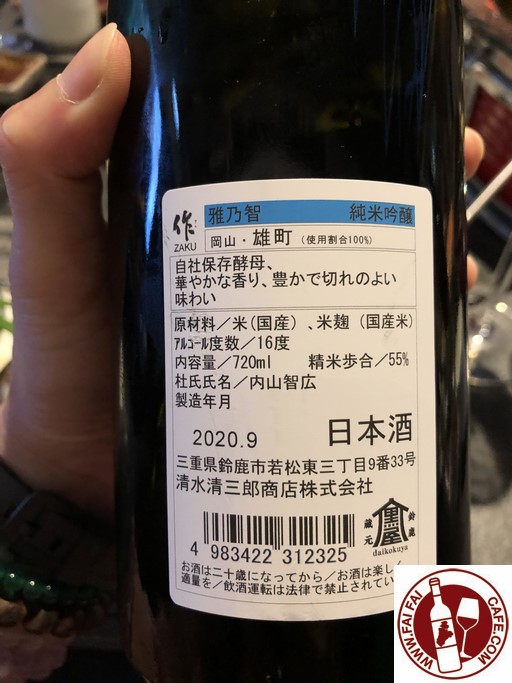 作
ZAKU
雅乃智 純米吟醸
岡山・雄町 (使用割合100%)
自社保存酵母、
華やかな香り、豊かで切れのよい
味わい
原材料/米(国産)、米麹(国産米)
アルコール度数/16度
内容量/720ml 精米歩合/55%
杜氏氏名/内山智広
製造年月
2020.9 日本酒
三重県鈴鹿市若松東三丁目9番33号
清水清三郎商店株式会社
蔵元 鈴鹿
daikokuya
4 983422 312325
お酒は二十歳になってから/お酒は楽し
適量を/飲酒運転は法律で禁止されてい
WWW.FAIFAICAFE.COM